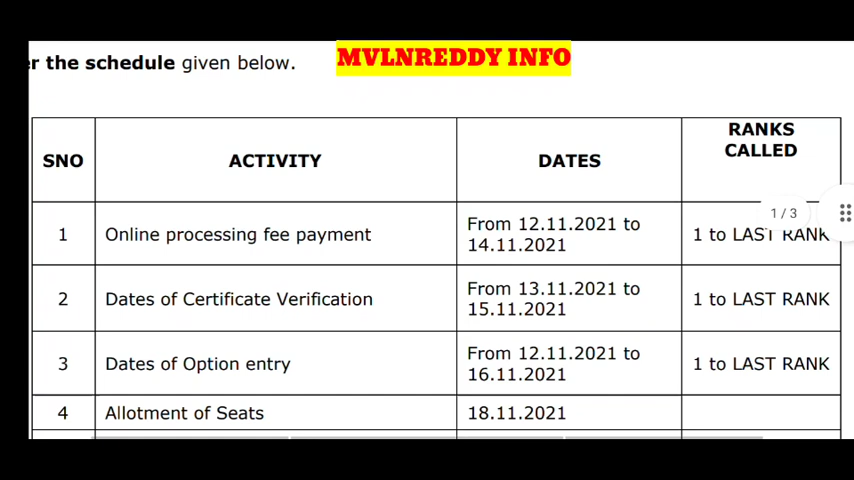 er the schedule given below.
MVLNREDDY INFO
SNO ACTIVITY DATES RANKS CALLED
1 Online processing fee payment From 12.11.2021 to 14.11.2021 1 to LAST RANK
1 / 3
2 Dates of Certificate Verification From 13.11.2021 to 15.11.2021 1 to LAST RANK
3 Dates of Option entry From 12.11.2021 to 16.11.2021 1 to LAST RANK
4 Allotment of Seats 18.11.2021